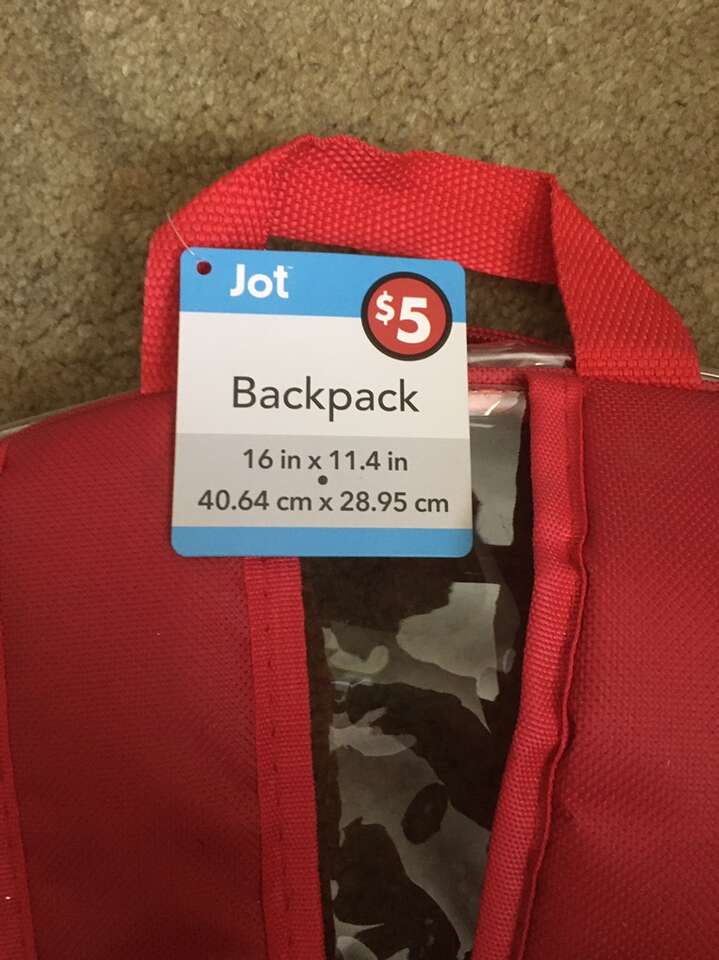 Jot™
$5
Backpack
16 in x 11.4 in
•
40.64 cm x 28.95 cm